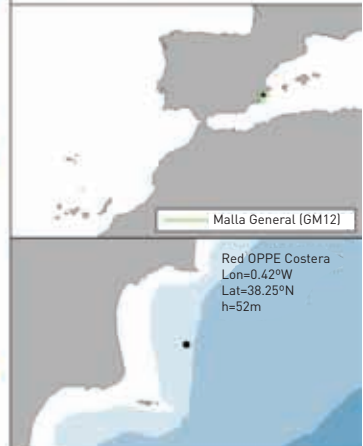 Malla General (GM12)
Red OPPE Costera
Lon=0.42ºW
Lat=38.25ºN
h=52m